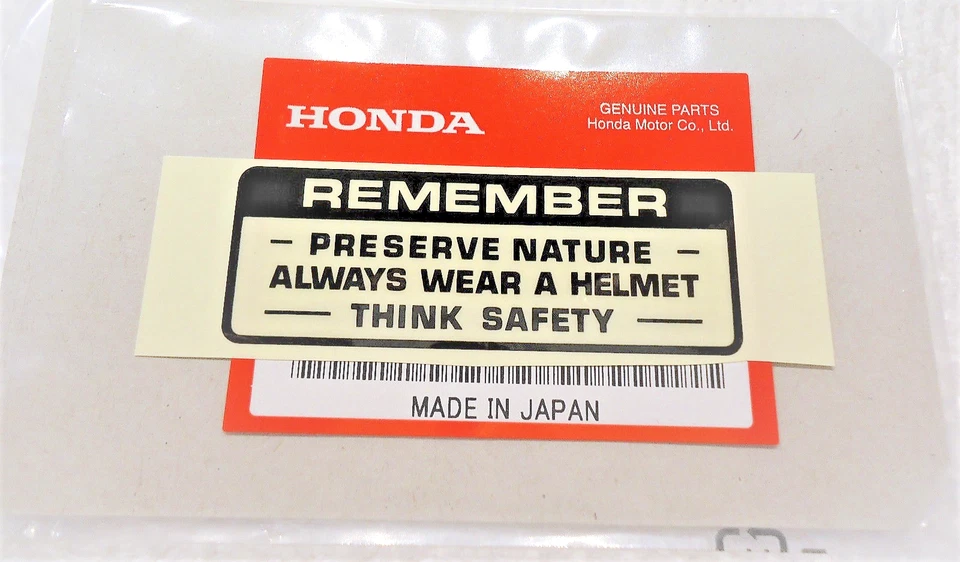 HONDA
GENUINE PARTS
Honda Motor Co., Ltd.
REMEMBER
— PRESERVE NATURE —
ALWAYS WEAR A HELMET
— THINK SAFETY —
MADE IN JAPAN